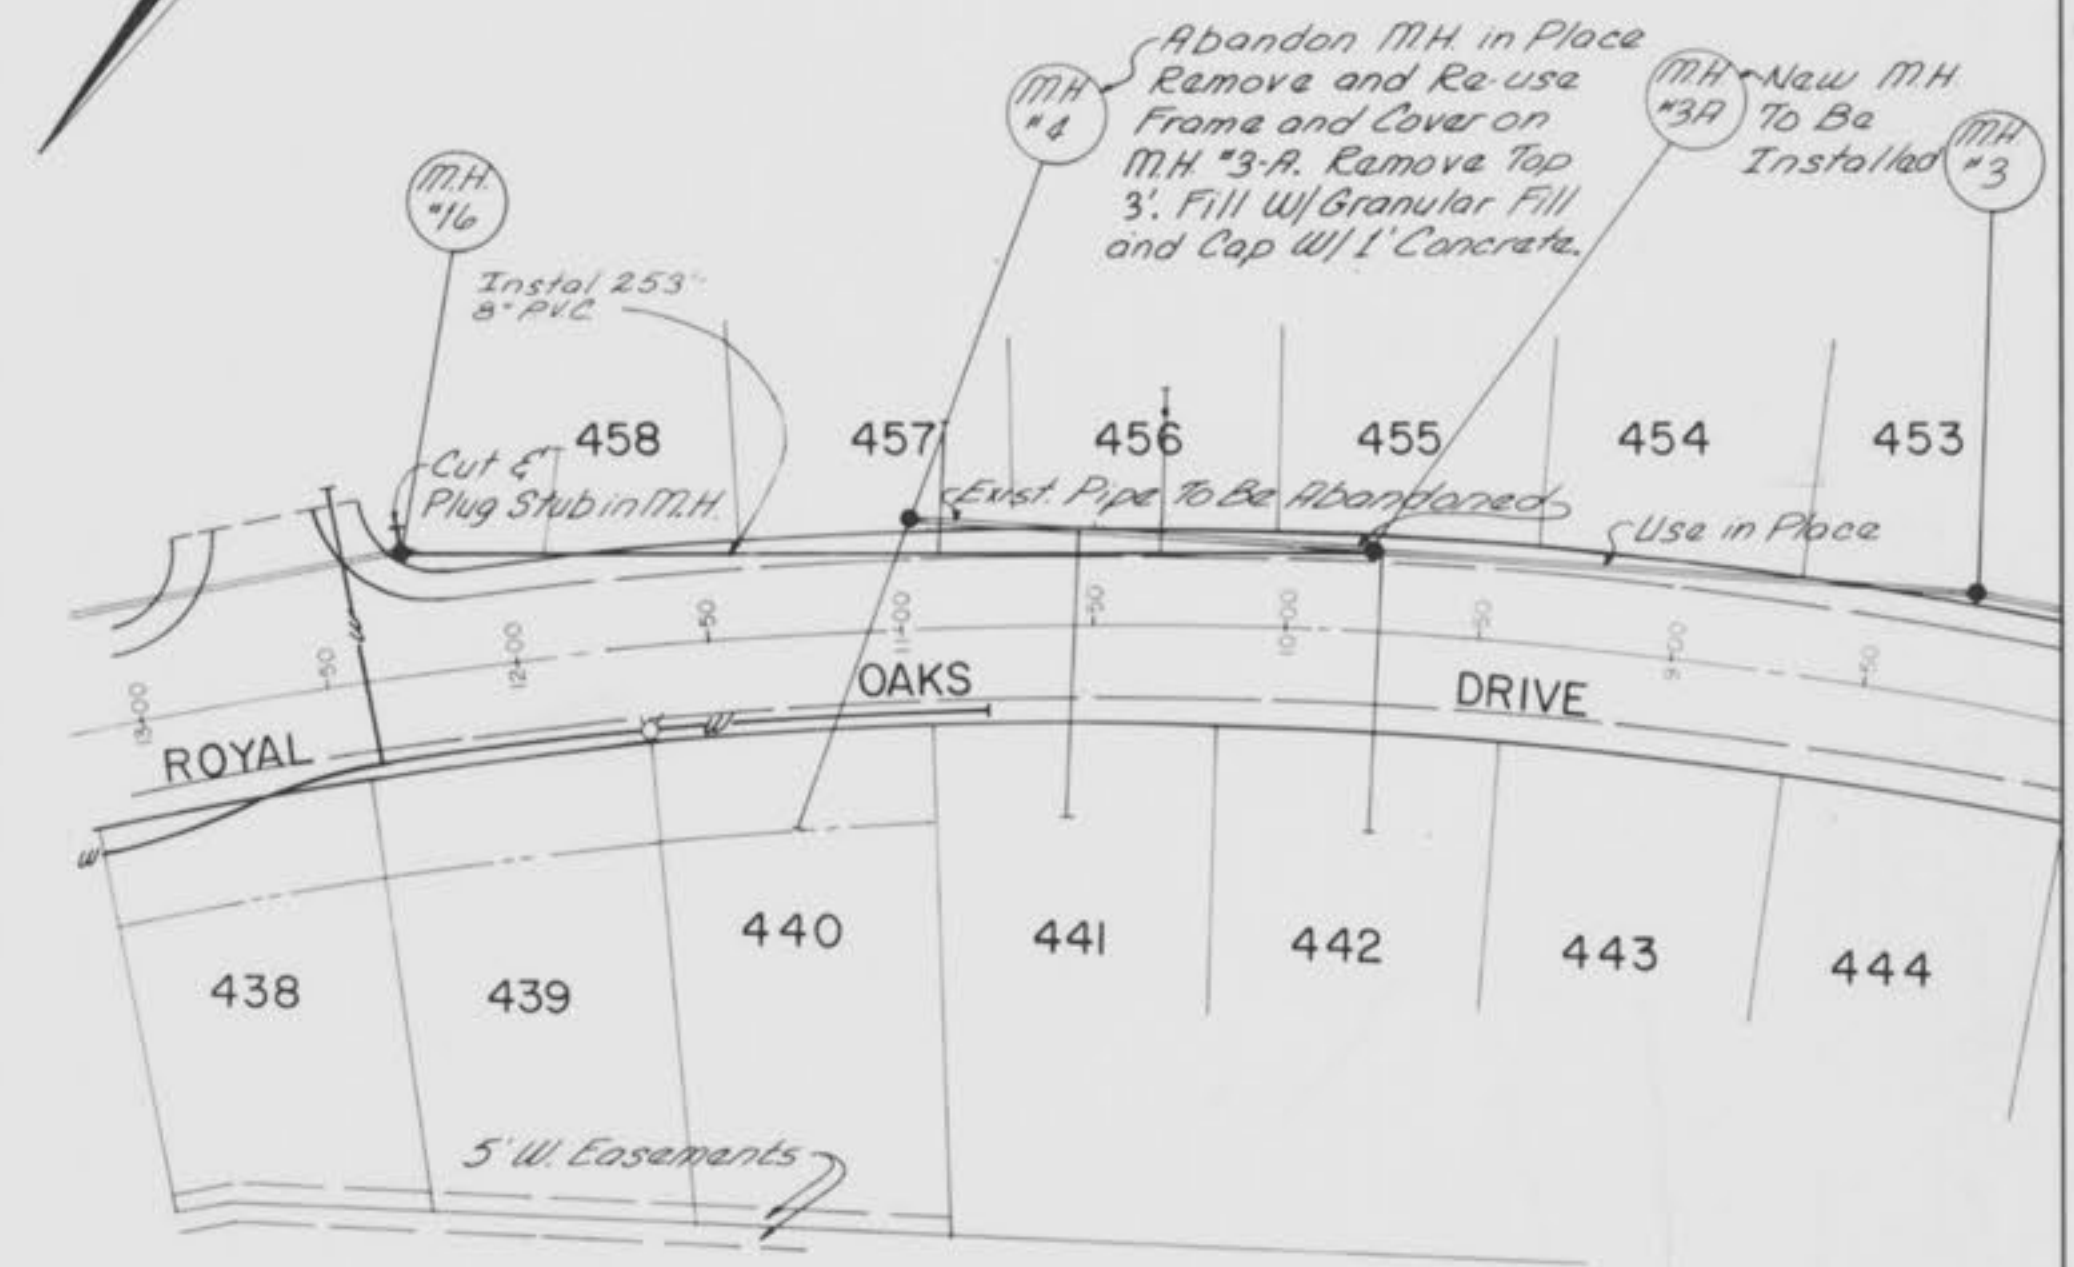 M.H.
#16
M.H
#4
Abandon M.H. in Place
Remove and Re-use
Frame and Cover on
M.H. #3-A. Remove Top
3'. Fill W/ Granular Fill
and Cap W/ 1' Concrete.
M.H
#3A
New M.H.
To Be
Installed
M.H.
#3
Instal 253'
8" P.V.C.
458
457
456
455
454
453
Cut &
Plug Stub in M.H.
Exist. Pipe To Be Abandoned
Use in Place
13+00
-50
12+00
-50
11+00
-50
10+00
-50
9+00
-50
ROYAL
OAKS
DRIVE
W
W
W
438
439
440
441
442
443
444
5' W. Easements